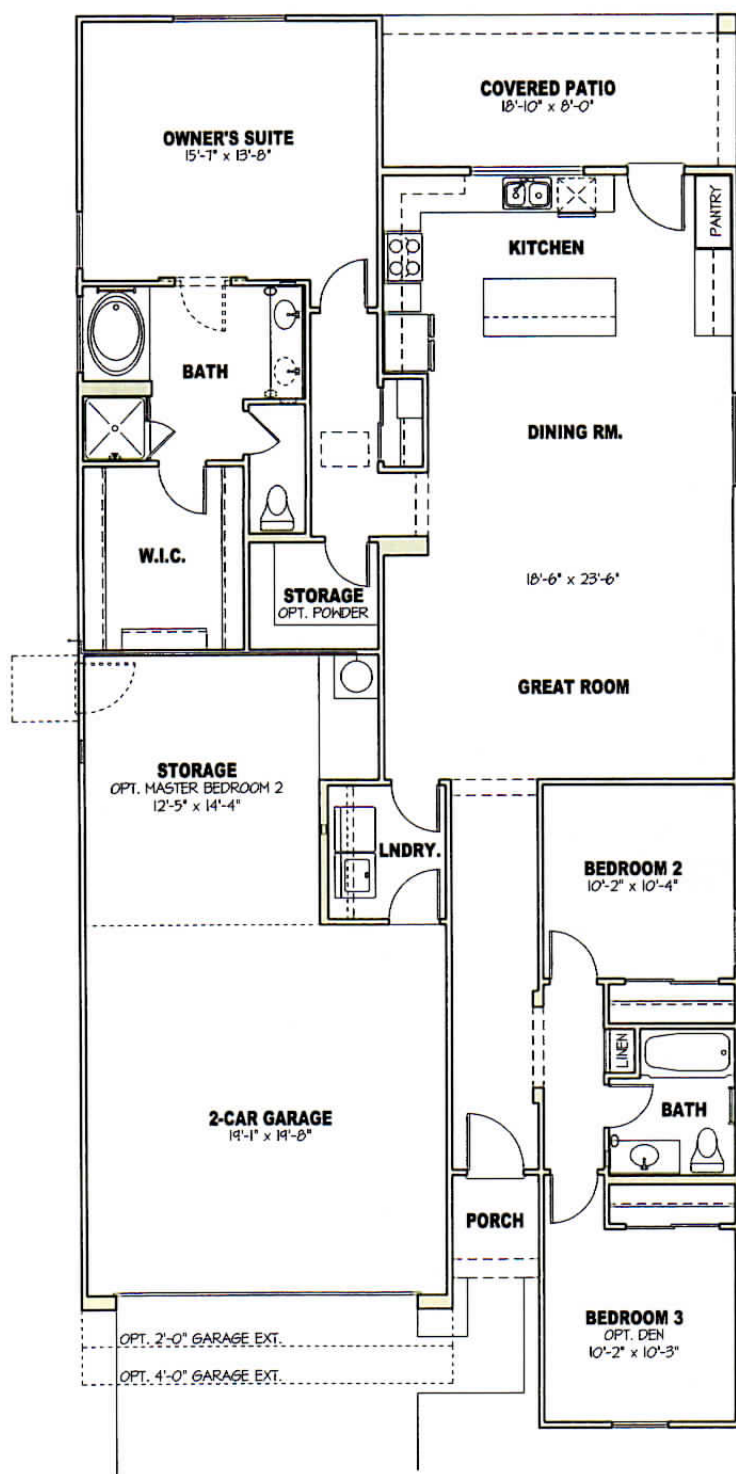 COVERED PATIO
18'-10" x 8'-0"
OWNER'S SUITE
15'-7" x 13'-8"
PANTRY
KITCHEN
BATH
DINING RM.
W.I.C.
STORAGE
OPT. POWDER
18'-6" x 23'-6"
GREAT ROOM
STORAGE
OPT. MASTER BEDROOM 2
12'-5" x 14'-4"
LNDRY.
BEDROOM 2
10'-2" x 10'-4"
LINEN
BATH
2-CAR GARAGE
19'-1" x 19'-8"
PORCH
BEDROOM 3
OPT. DEN
10'-2" x 10'-3"
OPT. 2'-0" GARAGE EXT.
OPT. 4'-0" GARAGE EXT.